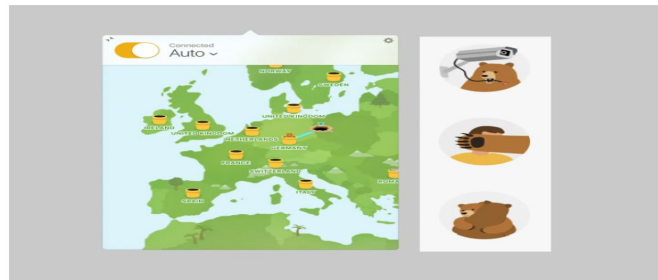 Connected
Auto
NORWAY
SWEDEN
UNITED KINGDOM
IRELAND
UNITED KINGDOM
NETHERLANDS
GERMANY
FRANCE
SWITZERLAND
ITALY
SPAIN